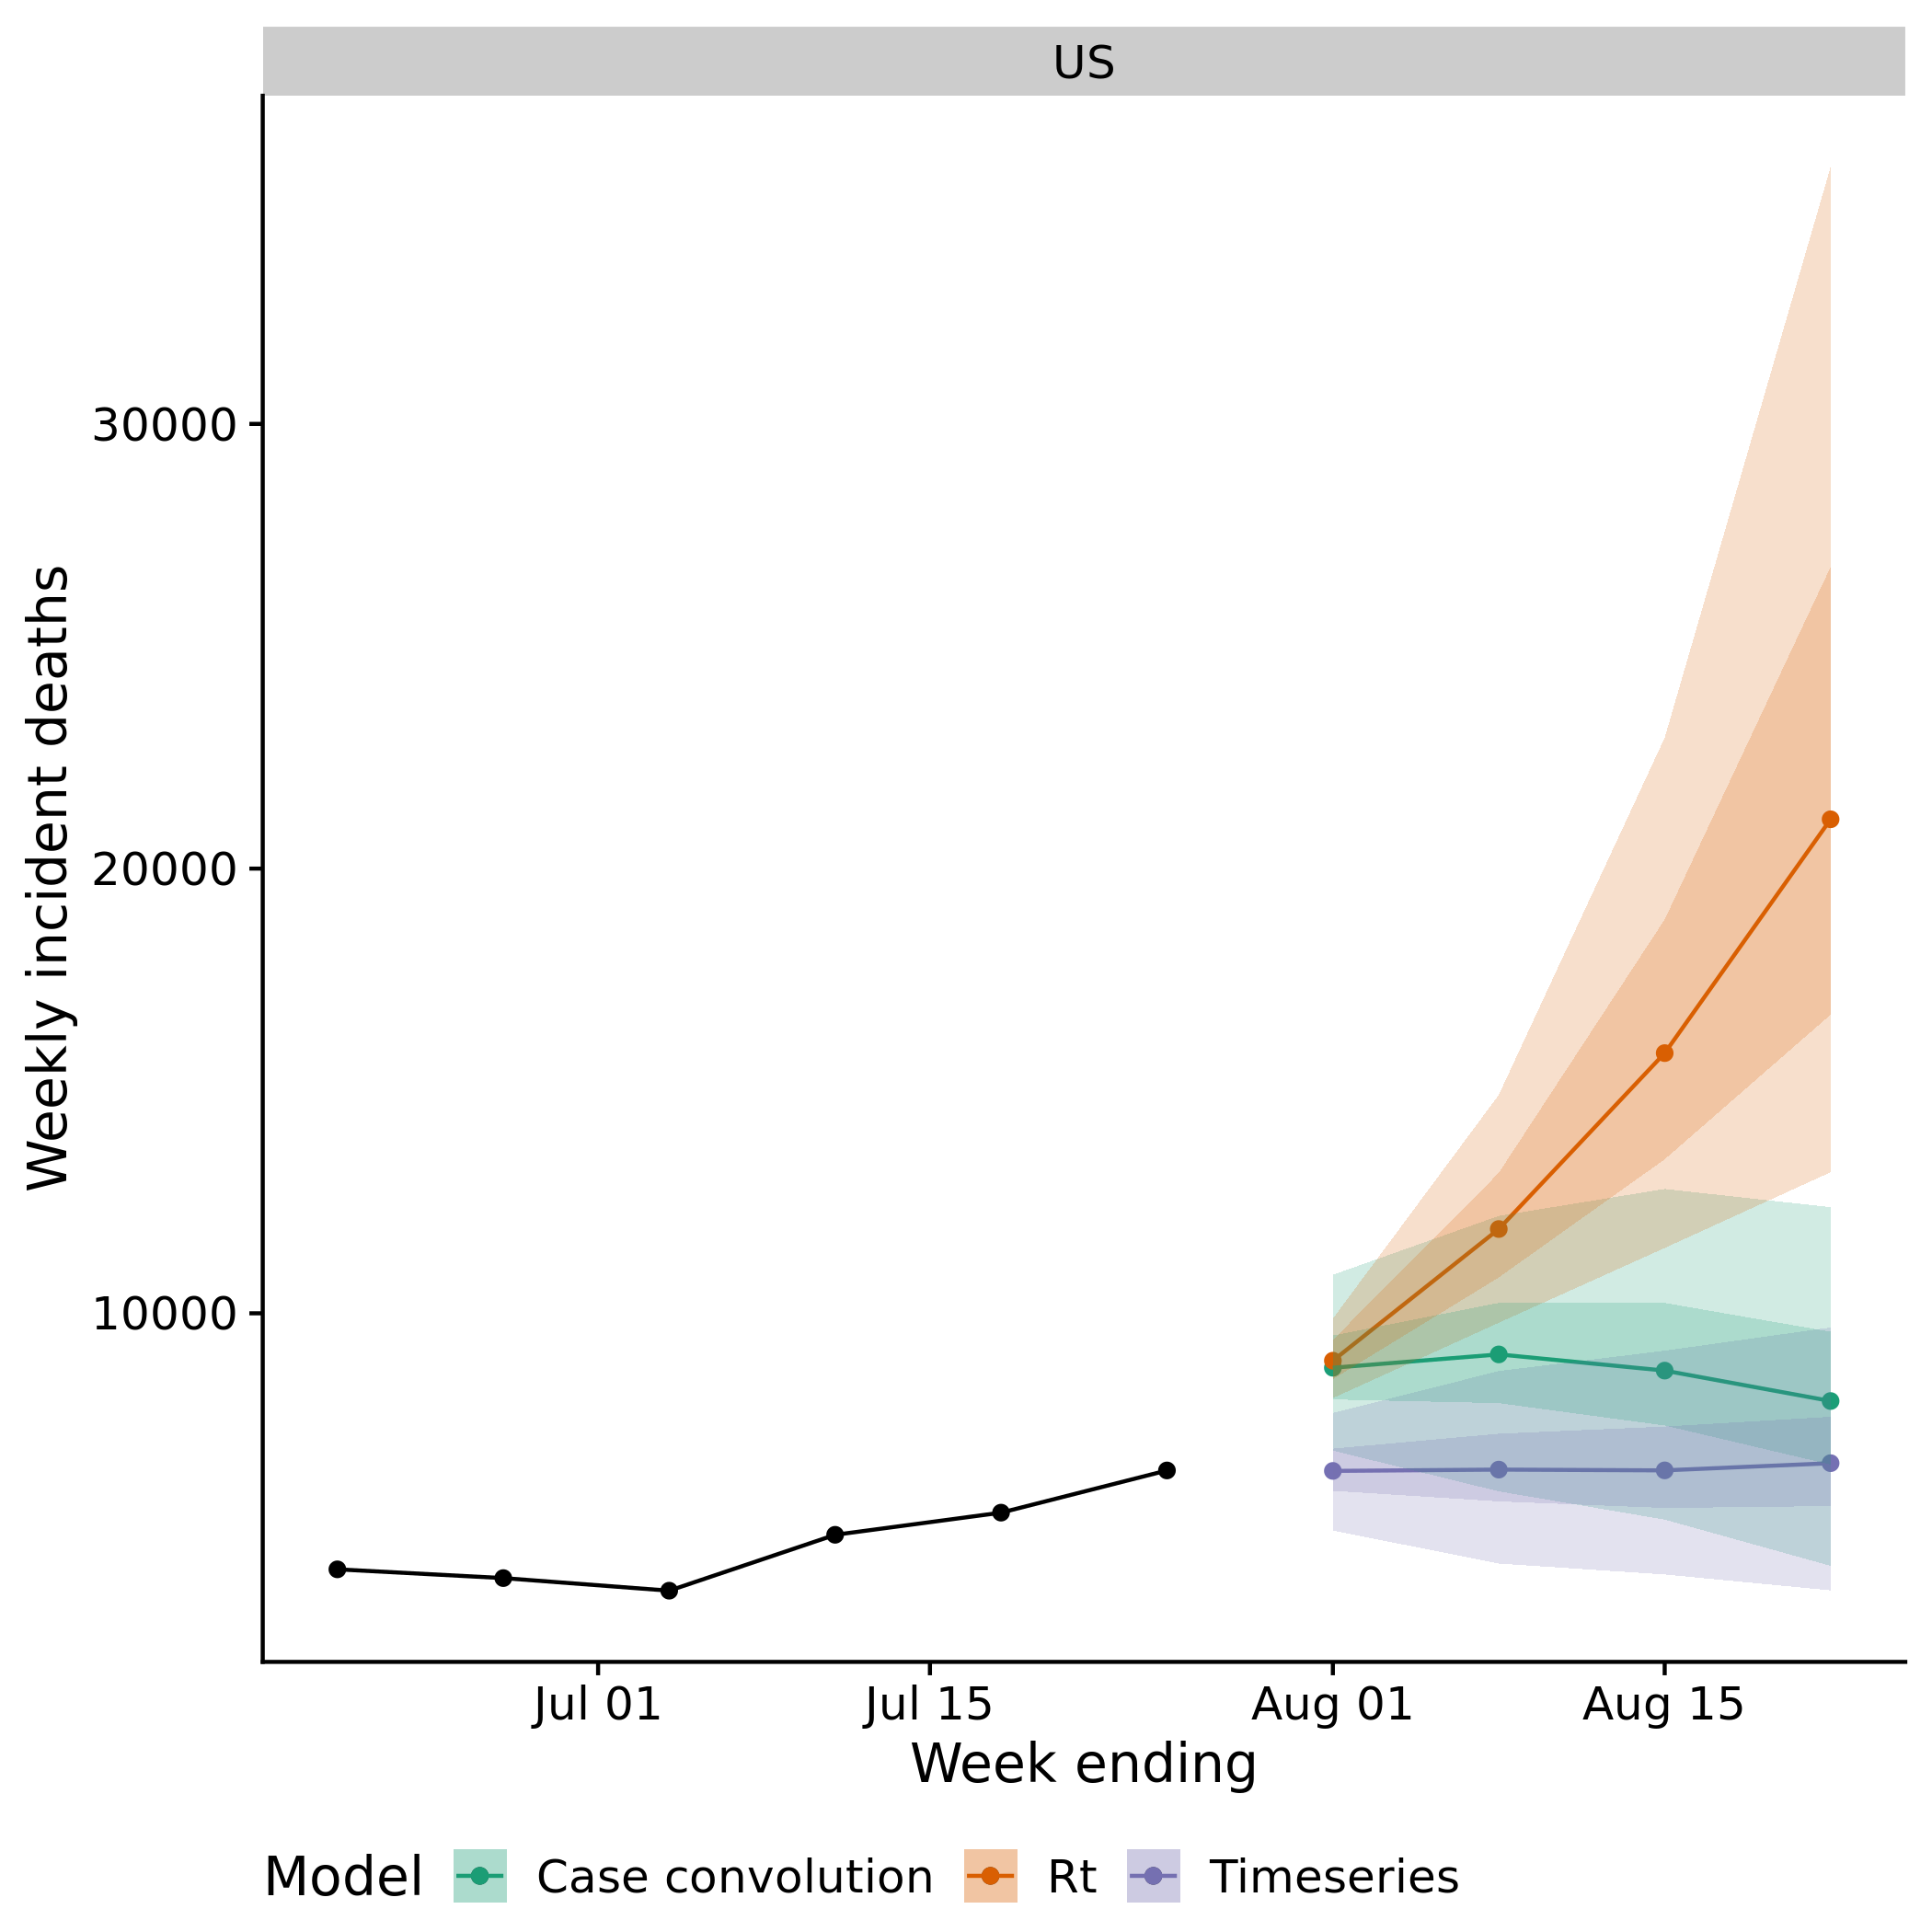 US
Weekly incident deaths
30000
20000
10000
Jul 01 Jul 15 Aug 01 Aug 15
Week ending
Model Case convolution Rt Timeseries